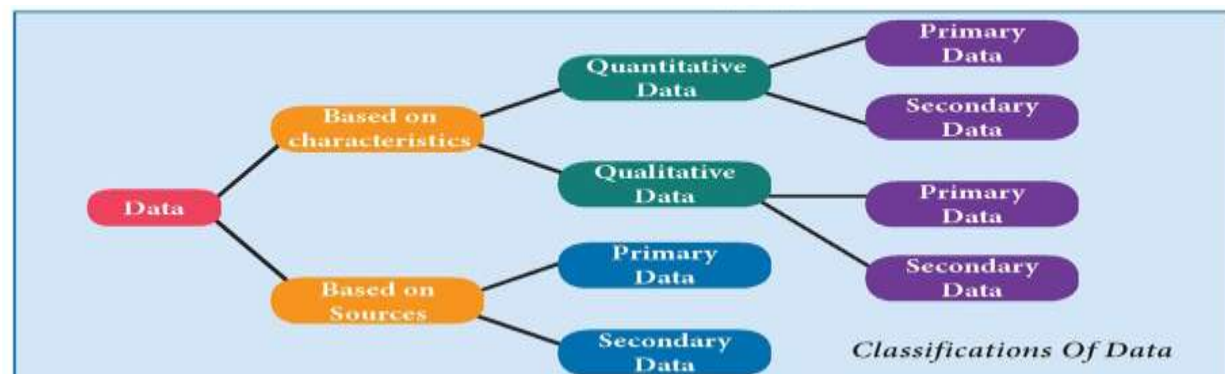 Data
Based on
characteristics
Based on
Sources
Quantitative
Data
Qualitative
Data
Primary
Data
Secondary
Data
Primary
Data
Secondary
Data
Primary
Data
Secondary
Data
Classifications Of Data